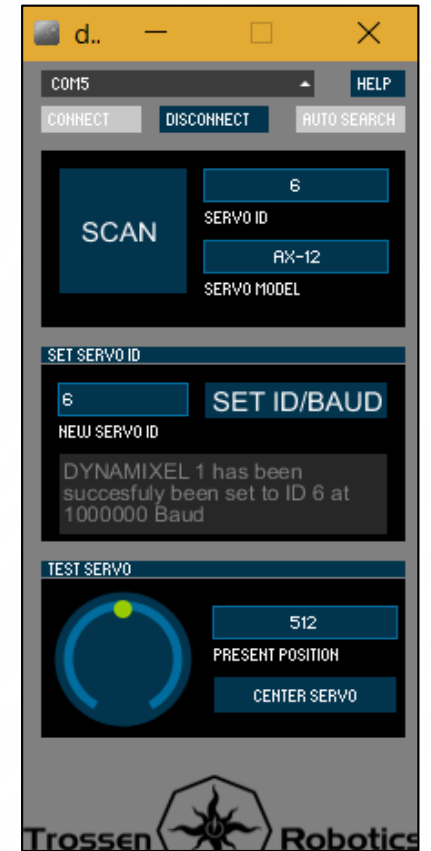 d..
COM5
HELP
CONNECT
DISCONNECT
AUTO SEARCH
SCAN
6
SERVO ID
AX-12
SERVO MODEL
SET SERVO ID
6
SET ID/BAUD
NEW SERVO ID
DYNAMIXEL 1 has been
succesfuly been set to ID 6 at
1000000 Baud
TEST SERVO
512
PRESENT POSITION
CENTER SERVO
Trossen Robotics